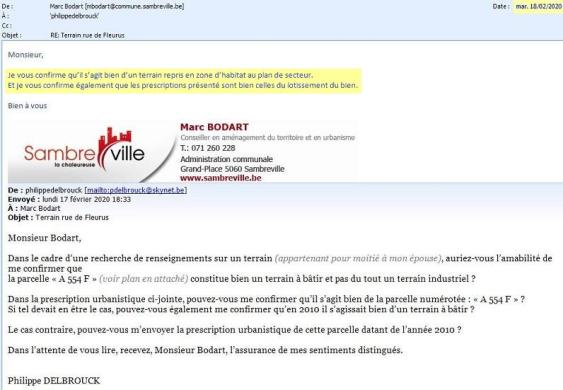 De : Marc Bodart [mbodart@commune.sambreville.be] Date : mar. 18/02/2020
À : 'philippedelbrouck'
Cc :
Objet : RE: Terrain rue de Fleurus
Monsieur,
Je vous confirme qu'il s'agit bien d'un terrain repris en zone d'habitat au plan de secteur.
Et je vous confirme également que les prescriptions présenté sont bien celles du lotissement du bien.
Bien à vous
Sambreville
la chaleureuse
Marc BODART
Conseiller en aménagement du territoire et en urbanisme
T.: 071 260 228
Administration communale
Grand-Place 5060 Sambreville
www.sambreville.be
De : philippedelbrouck [mailto:pdelbrouck@skynet.be]
Envoyé : lundi 17 février 2020 18:33
À : Marc Bodart
Objet : Terrain rue de Fleurus
Monsieur Bodart,
Dans le cadre d'une recherche de renseignements sur un terrain (appartenant pour moitié à mon épouse), auriez-vous l'amabilité de
me confirmer que
la parcelle « A 554 F » (voir plan en attaché) constitue bien un terrain à bâtir et pas du tout un terrain industriel ?
Dans la prescription urbanistique ci-jointe, pouvez-vous me confirmer qu'il s'agit bien de la parcelle numérotée : « A 554 F » ?
Si tel devait en être le cas, pouvez-vous également me confirmer qu'en 2010 il s'agissait bien d'un terrain à bâtir ?
Le cas contraire, pouvez-vous m'envoyer la prescription urbanistique de cette parcelle datant de l'année 2010 ?
Dans l'attente de vous lire, recevez, Monsieur Bodart, l'assurance de mes sentiments distingués.
Philippe DELBROUCK